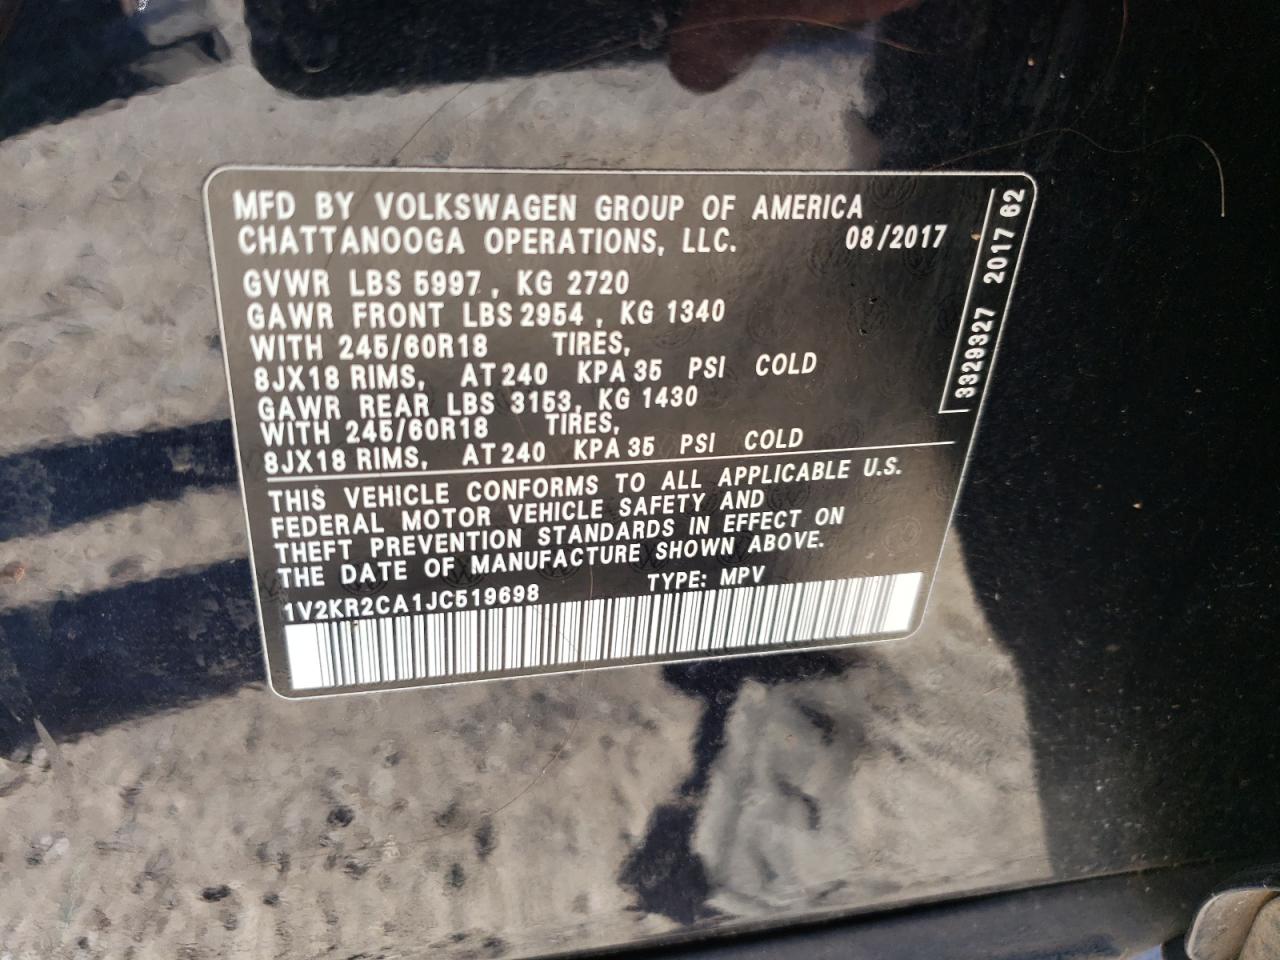 MFD BY VOLKSWAGEN GROUP OF AMERICA
CHATTANOOGA OPERATIONS, LLC. 08/2017
GVWR LBS 5997, KG 2720
GAWR FRONT LBS 2954, KG 1340
WITH 245/60R18 TIRES,
8JX18 RIMS, AT 240 KPA 35 PSI COLD
GAWR REAR LBS 3153, KG 1430
WITH 245/60R18 TIRES,
8JX18 RIMS, AT 240 KPA 35 PSI COLD
THIS VEHICLE CONFORMS TO ALL APPLICABLE U.S.
FEDERAL MOTOR VEHICLE SAFETY AND
THEFT PREVENTION STANDARDS IN EFFECT ON
THE DATE OF MANUFACTURE SHOWN ABOVE.
1V2KR2CA1JC519698 TYPE: MPV
3329327 2017 62